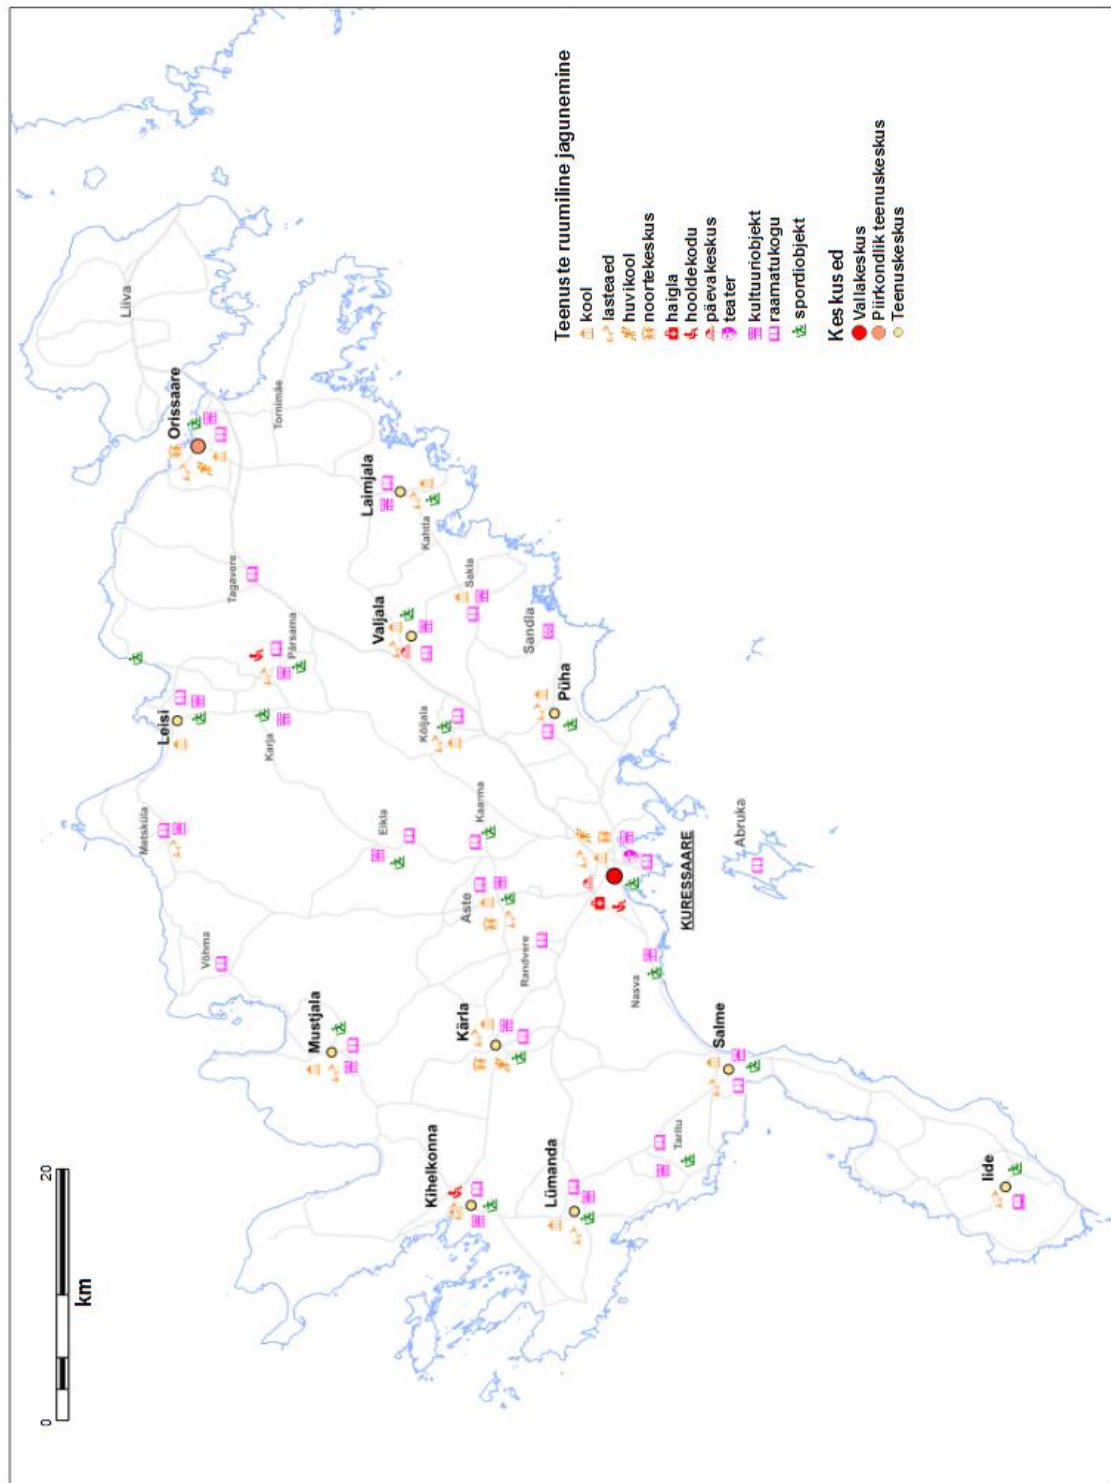 0
20
km
Liiva
Orissaare
Tornimäe
Laimjala
Kahtla
Tagavere
Pärsama
Valjala
Sakla
Sandla
Püha
Leisi
Karja
Kõljala
Kaarma
Metsküla
Eikla
Aste
Randvere
KURESSAARE
Abruka
Võhma
Mustjala
Kärla
Nasva
Salme
Kihelkonna
Lümanda
Taritu
Iide
Teenuste ruumiline jagunemine
kool
lasteaed
huvikool
noortekeskus
haigla
hooldekodu
päevakeskus
teater
kultuuriobjekt
raamatukogu
spordiobjekt
Keskused
Vallakeskus
Piirkondlik teenuskeskus
Teenuskeskus